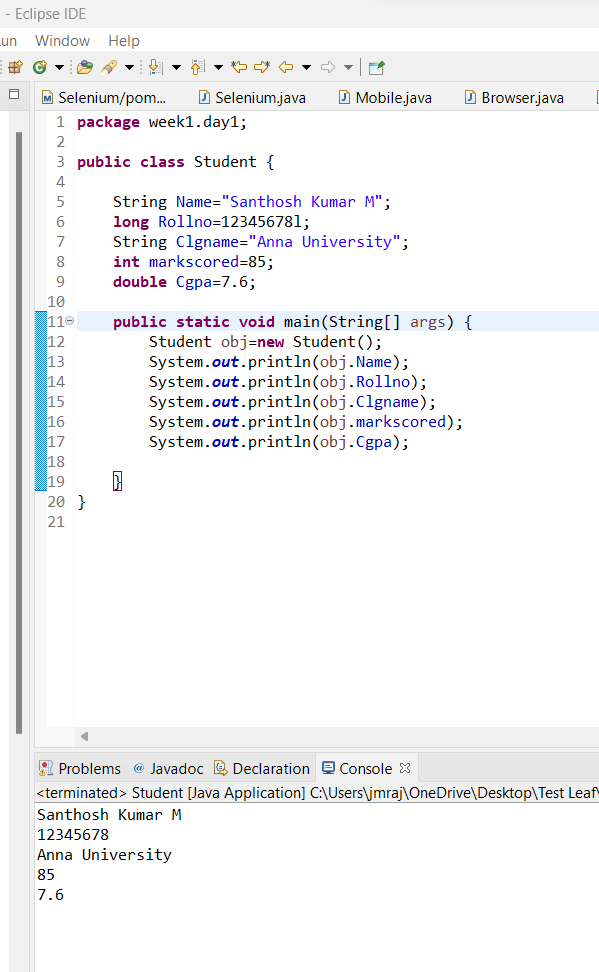 - Eclipse IDE
un Window Help
Selenium/pom... Selenium.java Mobile.java Browser.java
1 package week1.day1;
2
3 public class Student {
4
5 String Name="Santhosh Kumar M";
6 long Rollno=12345678l;
7 String Clgname="Anna University";
8 int markscored=85;
9 double Cgpa=7.6;
10
11 public static void main(String[] args) {
12 Student obj=new Student();
13 System.out.println(obj.Name);
14 System.out.println(obj.Rollno);
15 System.out.println(obj.Clgname);
16 System.out.println(obj.markscored);
17 System.out.println(obj.Cgpa);
18
19 }
20 }
21
Problems @ Javadoc Declaration Console
<terminated> Student [Java Application] C:\Users\jmraj\OneDrive\Desktop\Test Leaf\
Santhosh Kumar M
12345678
Anna University
85
7.6